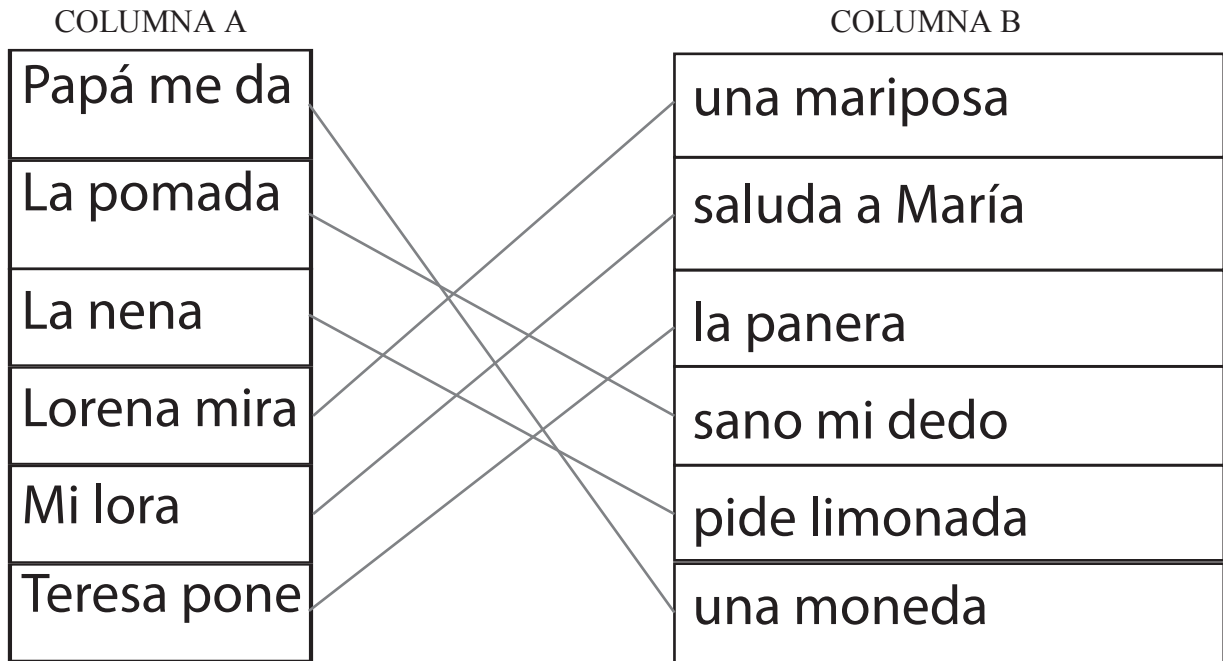 COLUMNA A
COLUMNA B
Papá me da
una mariposa
La pomada
saluda a María
La nena
la panera
Lorena mira
sano mi dedo
Mi lora
pide limonada
Teresa pone
una moneda